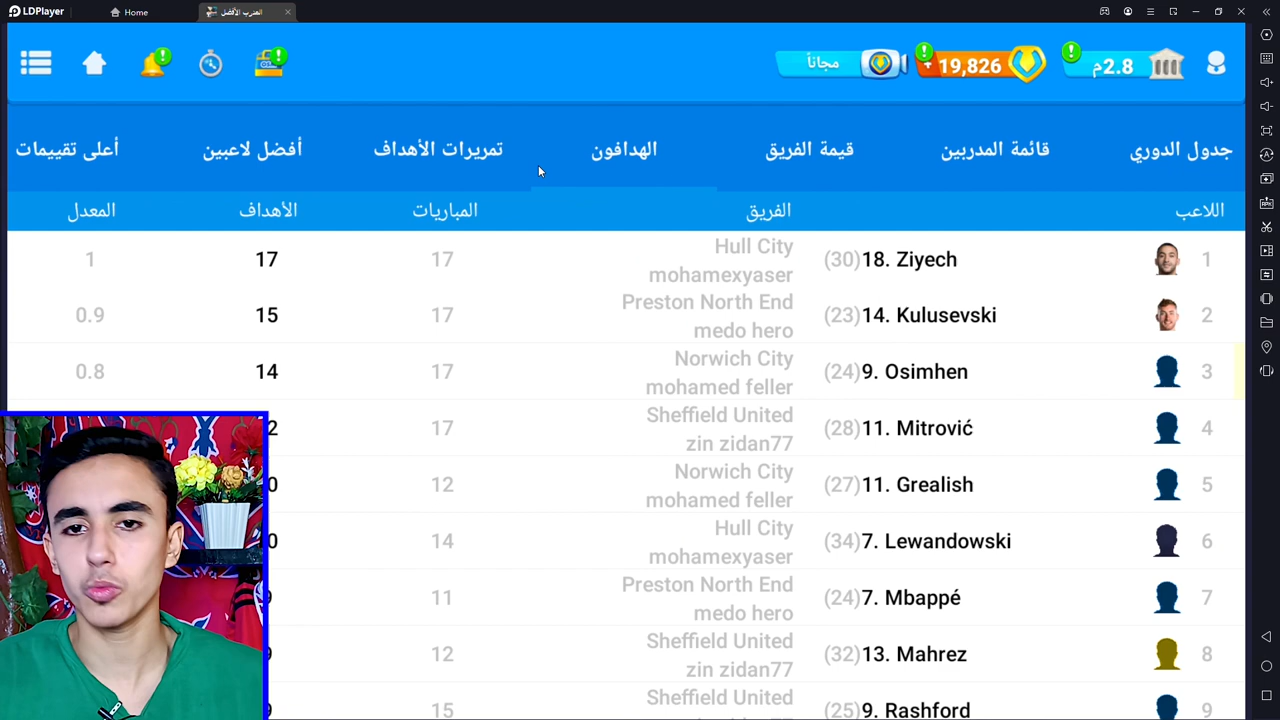 LDPlayer
Home
المدرب الأفضل
مجاناً
19,826
+
2.8م
جدول الدوري
قائمة المدربين
قيمة الفريق
الهدافون
تمريرات الأهداف
أفضل لاعبين
أعلى تقييمات
اللاعب
الفريق
المباريات
الأهداف
المعدل
1 18. Ziyech (30) Hull City 17 17 1
mohamexyaser
2 14. Kulusevski (23) Preston North End 17 15 0.9
medo hero
3 9. Osimhen (24) Norwich City 17 14 0.8
mohamed feller
4 11. Mitrović (28) Sheffield United 17
zin zidan77
5 11. Grealish (27) Norwich City 12
mohamed feller
6 7. Lewandowski (34) Hull City 14
mohamexyaser
7 7. Mbappé (24) Preston North End 11
medo hero
8 13. Mahrez (32) Sheffield United 12
zin zidan77
9 9. Rashford (25) Sheffield United 15